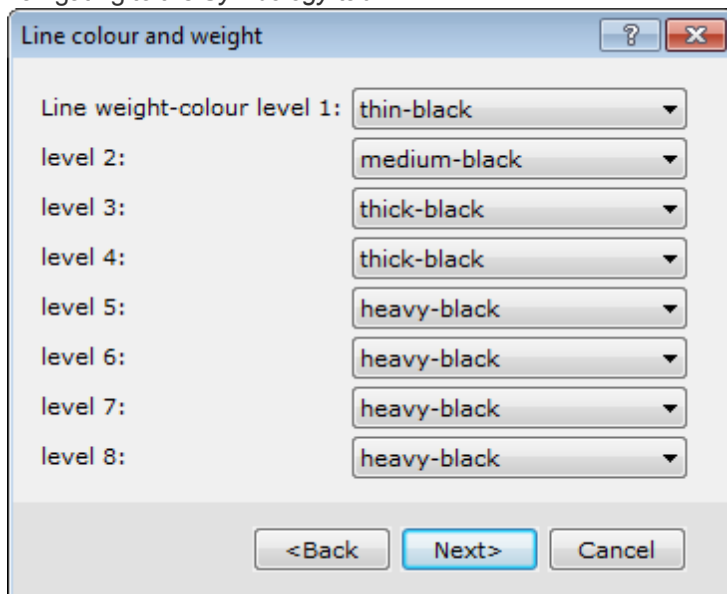 Line colour and weight
Line weight-colour level 1: thin-black
level 2: medium-black
level 3: thick-black
level 4: thick-black
level 5: heavy-black
level 6: heavy-black
level 7: heavy-black
level 8: heavy-black
<Back Next> Cancel